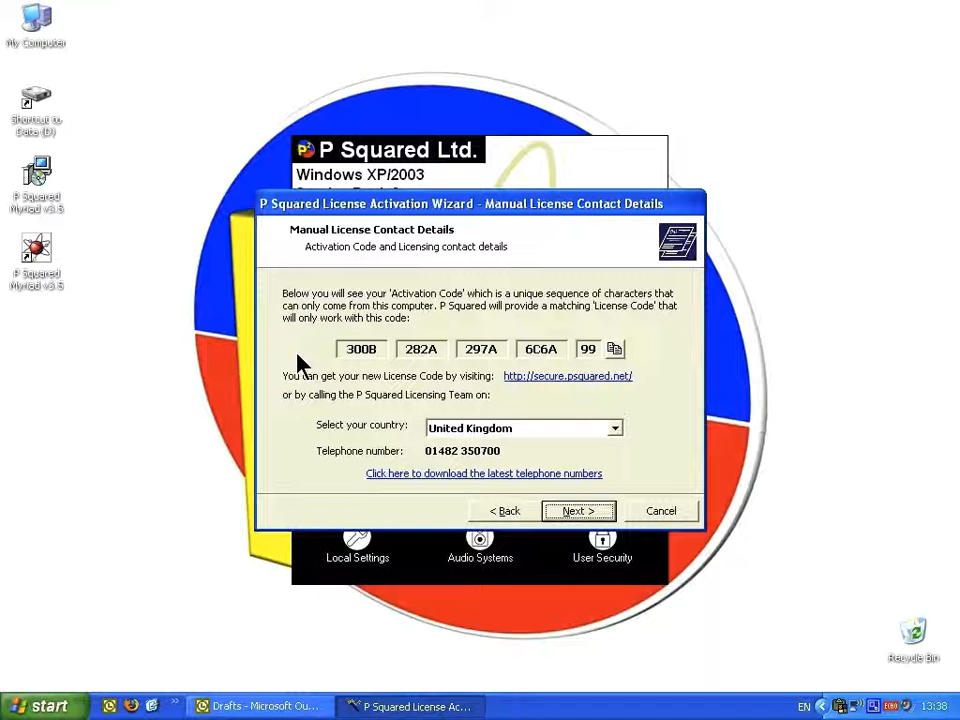 My Computer
Shortcut to
Data (D)
P Squared
Myriad v3.5
P Squared
Myriad v3.5
P Squared Ltd.
Windows XP/2003
P Squared License Activation Wizard - Manual License Contact Details
Manual License Contact Details
Activation Code and Licensing contact details
Below you will see your 'Activation Code' which is a unique sequence of characters that
can only come from this computer. P Squared will provide a matching 'License Code' that
will only work with this code:
300B 282A 297A 6C6A 99
You can get your new License Code by visiting: http://secure.psquared.net/
or by calling the P Squared Licensing Team on:
Select your country: United Kingdom
Telephone number: 01482 350700
Click here to download the latest telephone numbers
< Back Next > Cancel
Local Settings Audio Systems User Security
Recycle Bin
start Drafts - Microsoft Ou... P Squared License Ac... EN 13:38